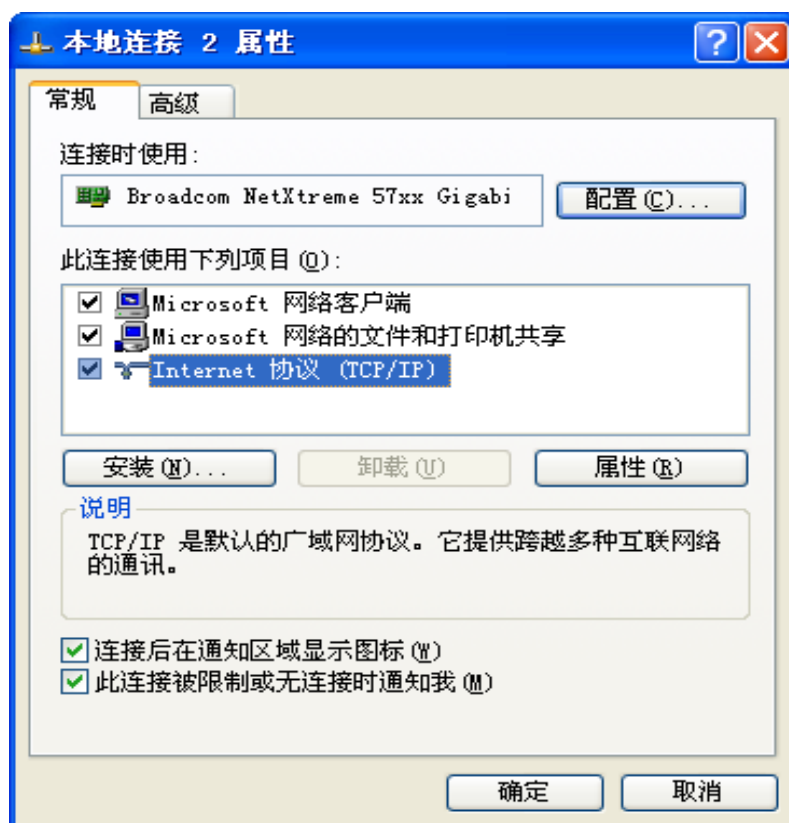 本地连接 2 属性
常规
高级
连接时使用:
Broadcom NetXtreme 57xx Gigabi
配置(C)...
此连接使用下列项目(O):
Microsoft 网络客户端
Microsoft 网络的文件和打印机共享
Internet 协议 (TCP/IP)
安装(N)...
卸载(U)
属性(R)
说明
TCP/IP 是默认的广域网协议。它提供跨越多种互联网络
的通讯。
连接后在通知区域显示图标(W)
此连接被限制或无连接时通知我(M)
确定
取消